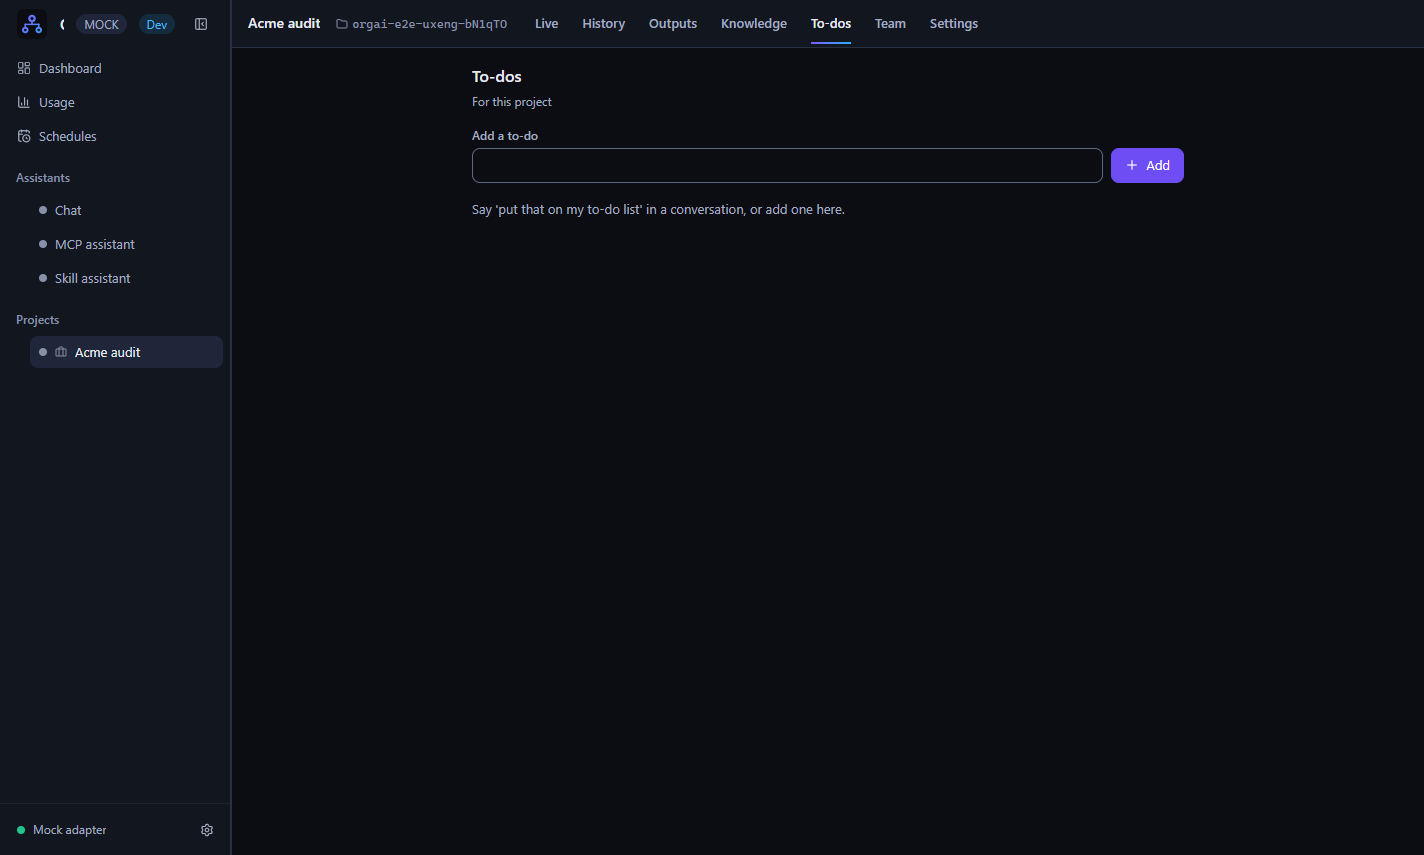 MOCK
Dev
Dashboard
Usage
Schedules
Assistants
Chat
MCP assistant
Skill assistant
Projects
Acme audit
Mock adapter
Acme audit orgai-e2e-uxeng-bN1qTO Live History Outputs Knowledge To-dos Team Settings
To-dos
For this project
Add a to-do
Add
Say 'put that on my to-do list' in a conversation, or add one here.